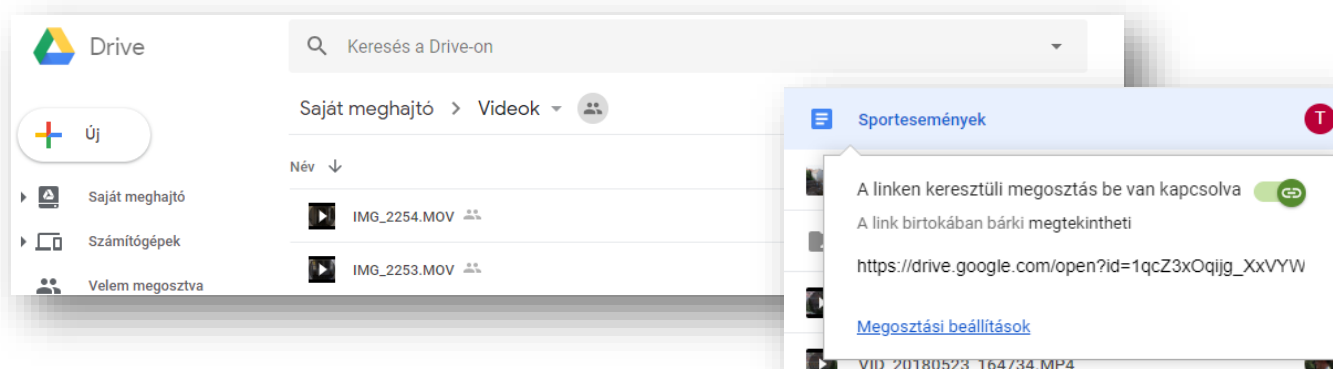 Drive
Keresés a Drive-on
Új
Saját meghajtó > Videok
Név
Saját meghajtó
IMG_2254.MOV
Számítógépek
IMG_2253.MOV
Velem megosztva
Sportesemények
T
A linken keresztüli megosztás be van kapcsolva
A link birtokában bárki megtekintheti
https://drive.google.com/open?id=1qcZ3xOqijg_XxVYW
Megosztási beállítások
VID_20180523_164734.MP4